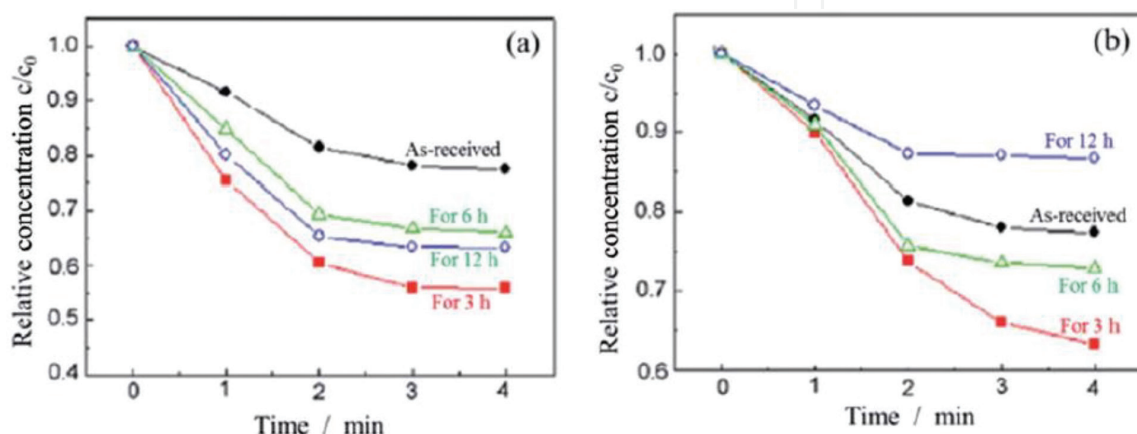 (a)
Relative concentration c/c₀
1.0
0.9
0.8
0.7
0.6
0.5
0.4
As-received
For 6 h
For 12 h
For 3 h
0 1 2 3 4
Time / min
(b)
Relative concentration c/c₀
1.0
0.9
0.8
0.7
0.6
For 12 h
As-received
For 6 h
For 3 h
0 1 2 3 4
Time / min